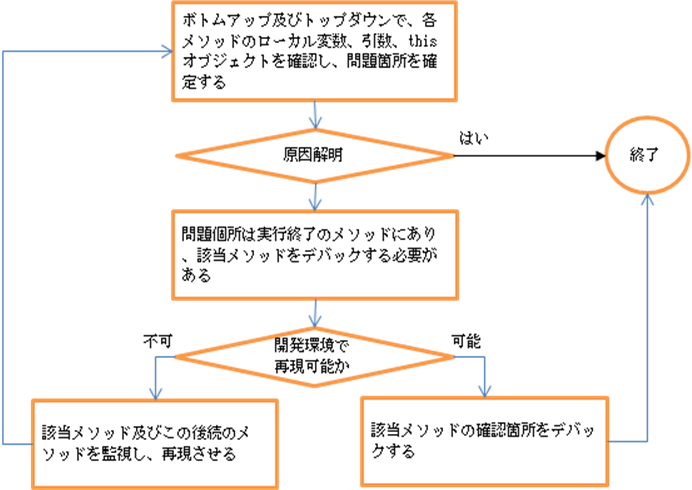 ボトムアップ及びトップダウンで、各
メソッドのローカル変数、引数、this
オブジェクトを確認し、問題箇所を確
定する
原因解明
はい
終了
問題個所は実行終了のメソッドにあり
、該当メソッドをデバックする必要が
ある
不可
開発環境で
再現可能か
可能
該当メソッド及びこの後続のメ
ソッドを監視し、再現させる
該当メソッドの確認箇所をデバッ
クする